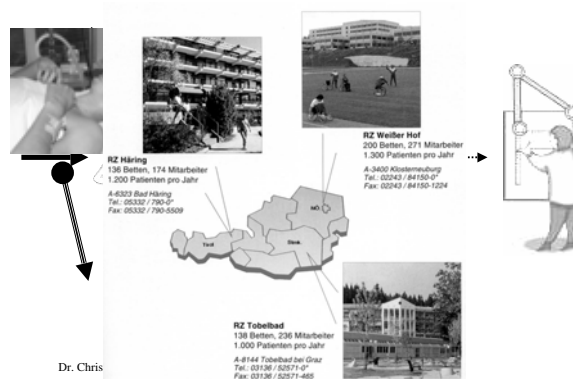 RZ Häring
136 Betten, 174 Mitarbeiter
1.200 Patienten pro Jahr
A-6323 Bad Häring
Tel.: 05332 / 790-0*
Fax: 05332 / 790-5509
RZ Weißer Hof
200 Betten, 271 Mitarbeiter
1.300 Patienten pro Jahr
A-3400 Klosterneuburg
Tel.: 02243 / 84150-0*
Fax: 02243 / 84150-1224
NÖ.
Tirol
Stmk.
RZ Tobelbad
138 Betten, 236 Mitarbeiter
1.000 Patienten pro Jahr
A-8144 Tobelbad bei Graz
Tel.: 03136 / 52571-0*
Fax: 03136 / 52571-465
Dr. Chris